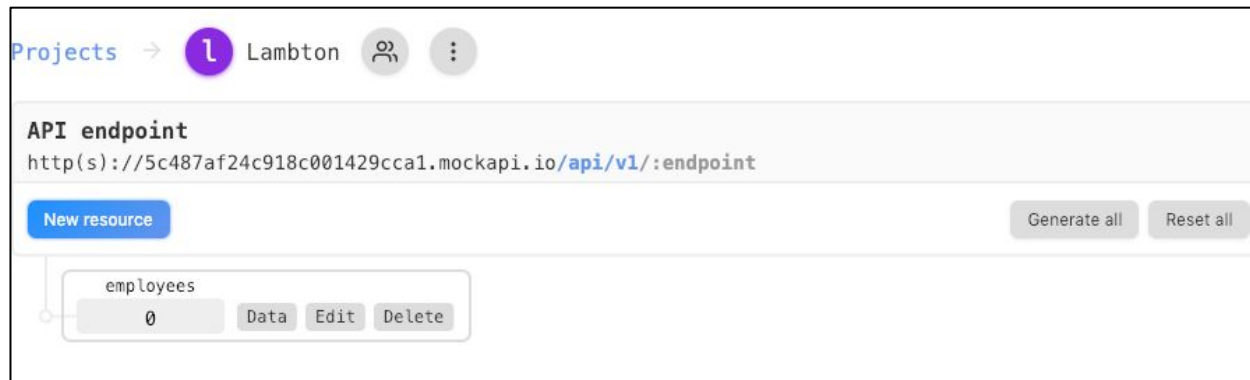 Projects → l Lambton
API endpoint
http(s)://5c487af24c918c001429cca1.mockapi.io/api/v1/:endpoint
New resource Generate all Reset all
employees
0 Data Edit Delete